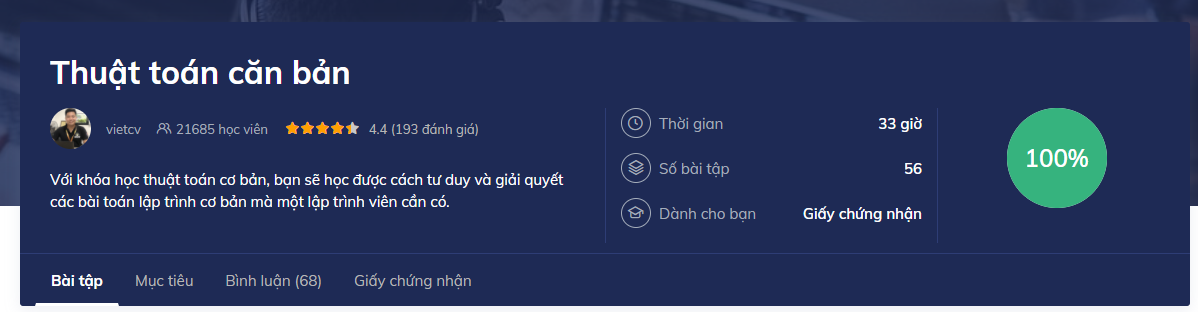 Thuật toán căn bản
vietcv 21685 học viên 4.4 (193 đánh giá)
Với khóa học thuật toán cơ bản, bạn sẽ học được cách tư duy và giải quyết
các bài toán lập trình cơ bản mà một lập trình viên cần có.
Thời gian 33 giờ
Số bài tập 56
Dành cho bạn Giấy chứng nhận
100%
Bài tập Mục tiêu Bình luận (68) Giấy chứng nhận